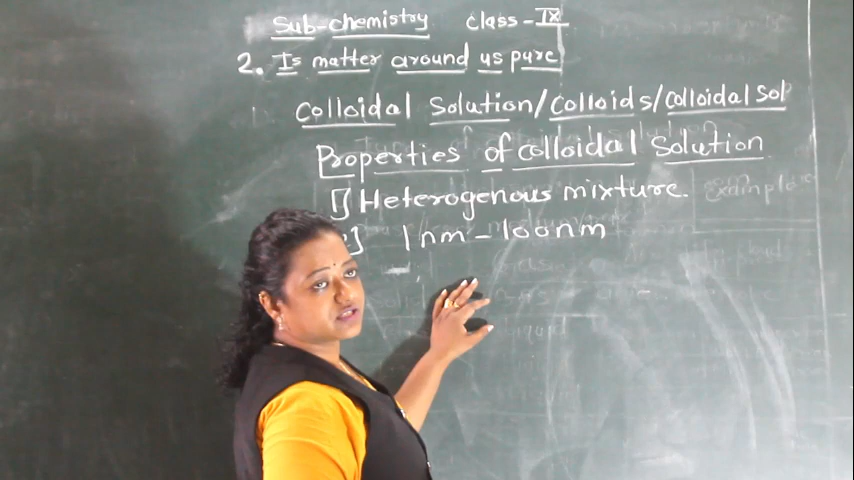 Sub-chemistry class-IX
2. Is matter around us pure
Colloidal Solution/Colloids/Colloidal Sol
Properties of colloidal Solution
1] Heterogenous mixture.
] 1nm-100nm